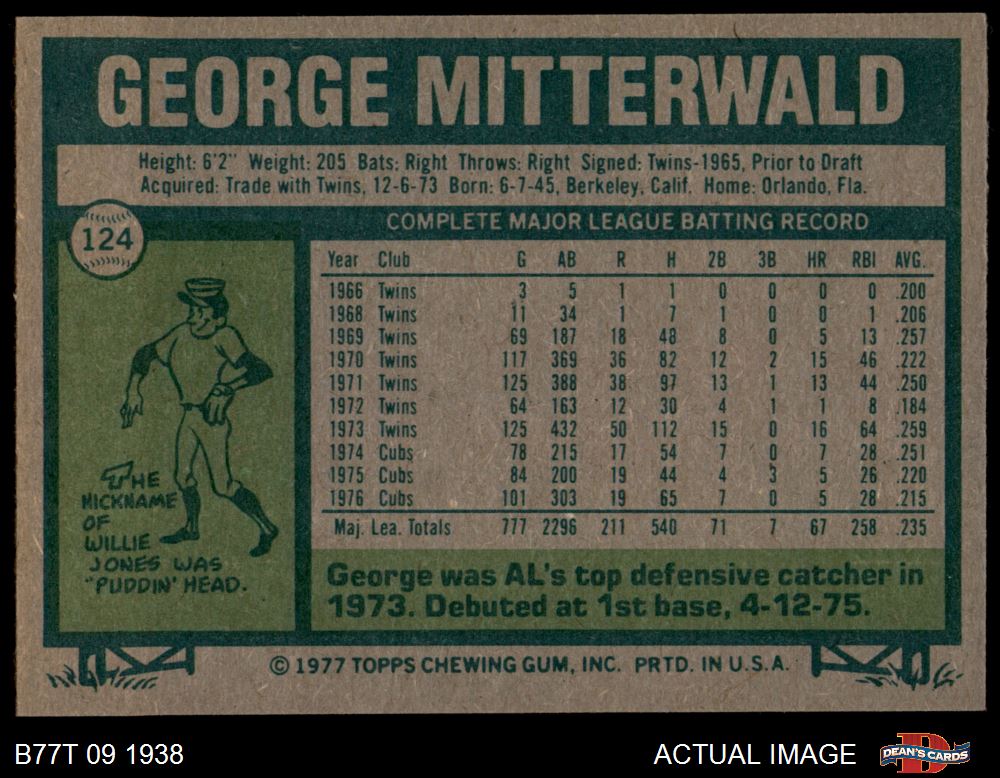 GEORGE MITTERWALD
Height: 6'2" Weight: 205 Bats: Right Throws: Right Signed: Twins-1965, Prior to Draft
Acquired: Trade with Twins, 12-6-73 Born: 6-7-45, Berkeley, Calif. Home: Orlando, Fla.
124
COMPLETE MAJOR LEAGUE BATTING RECORD
Year Club G AB R H 2B 3B HR RBI AVG.
1966 Twins 3 5 1 1 0 0 0 0 .200
1968 Twins 11 34 1 7 1 0 0 1 .206
1969 Twins 69 187 18 48 8 0 5 13 .257
1970 Twins 117 369 36 82 12 2 15 46 .222
1971 Twins 125 388 38 97 13 1 13 44 .250
1972 Twins 64 163 12 30 4 1 1 8 .184
1973 Twins 125 432 50 112 15 0 16 64 .259
1974 Cubs 78 215 17 54 7 0 7 28 .251
1975 Cubs 84 200 19 44 4 3 5 26 .220
1976 Cubs 101 303 19 65 7 0 5 28 .215
Maj. Lea. Totals 777 2296 211 540 71 7 67 258 .235
THE
NICKNAME
OF
WILLIE
JONES WAS
"PUDDIN' HEAD.
George was AL's top defensive catcher in
1973. Debuted at 1st base, 4-12-75.
© 1977 TOPPS CHEWING GUM, INC. PRTD. IN U.S.A.
B77T 09 1938
ACTUAL IMAGE
DEAN'S CARDS